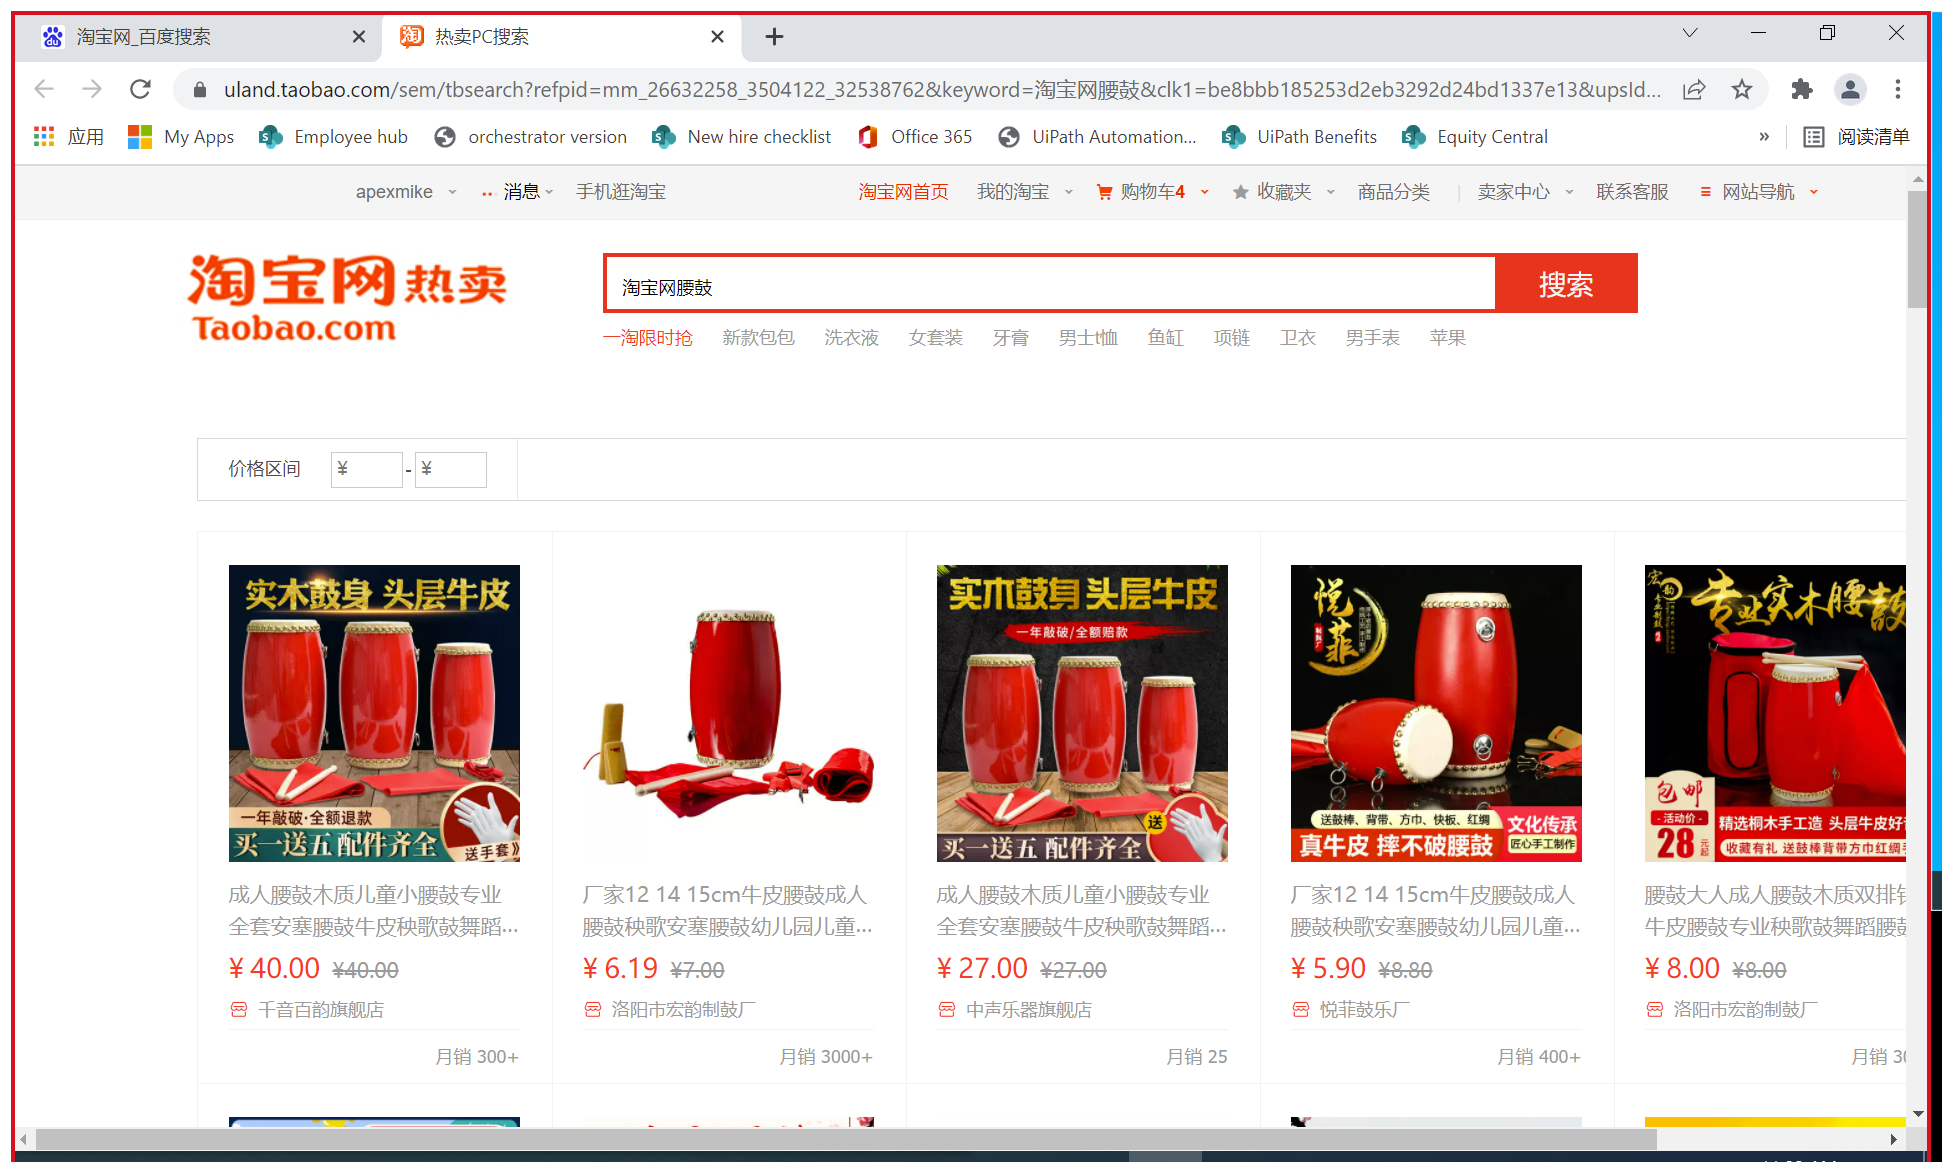 淘宝网_百度搜索
热卖PC搜索
uland.taobao.com/sem/tbsearch?refpid=mm_26632258_3504122_32538762&keyword=淘宝网腰鼓&clk1=be8bbb185253d2eb3292d24bd1337e13&upsId...
应用 My Apps Employee hub orchestrator version New hire checklist Office 365 UiPath Automation... UiPath Benefits Equity Central » 阅读清单
apexmike 消息 手机逛淘宝 淘宝网首页 我的淘宝 购物车4 收藏夹 商品分类 卖家中心 联系客服 网站导航
淘宝网热卖
Taobao.com
淘宝网腰鼓
搜索
一淘限时抢 新款包包 洗衣液 女套装 牙膏 男士t恤 鱼缸 项链 卫衣 男手表 苹果
价格区间 ¥ - ¥
实木鼓身 头层牛皮
一年敲破·全额退款
买一送五 配件齐全
送手套》
成人腰鼓木质儿童小腰鼓专业
全套安塞腰鼓牛皮秧歌鼓舞蹈...
¥ 40.00 ¥40.00
千音百韵旗舰店
月销 300+
厂家12 14 15cm牛皮腰鼓成人
腰鼓秧歌安塞腰鼓幼儿园儿童...
¥ 6.19 ¥7.00
洛阳市宏韵制鼓厂
月销 3000+
实木鼓身 头层牛皮
一年敲破/全额赔款
送
买一送五 配件齐全
成人腰鼓木质儿童小腰鼓专业
全套安塞腰鼓牛皮秧歌鼓舞蹈...
¥ 27.00 ¥27.00
中声乐器旗舰店
月销 25
悦菲
送鼓棒、背带、方巾、快板、红绸
真牛皮 摔不破腰鼓
文化传承
匠心手工制作
厂家12 14 15cm牛皮腰鼓成人
腰鼓秧歌安塞腰鼓幼儿园儿童...
¥ 5.90 ¥8.80
悦菲鼓乐厂
月销 400+
宏韵
专业实木腰鼓
包邮
- 活动价 -
28元起
精选桐木手工造 头层牛皮好
收藏有礼 送鼓棒背带方巾红绸
腰鼓大人成人腰鼓木质双排
牛皮腰鼓专业秧歌鼓舞蹈腰鼓
¥ 8.00 ¥8.00
洛阳市宏韵制鼓厂
月销 30